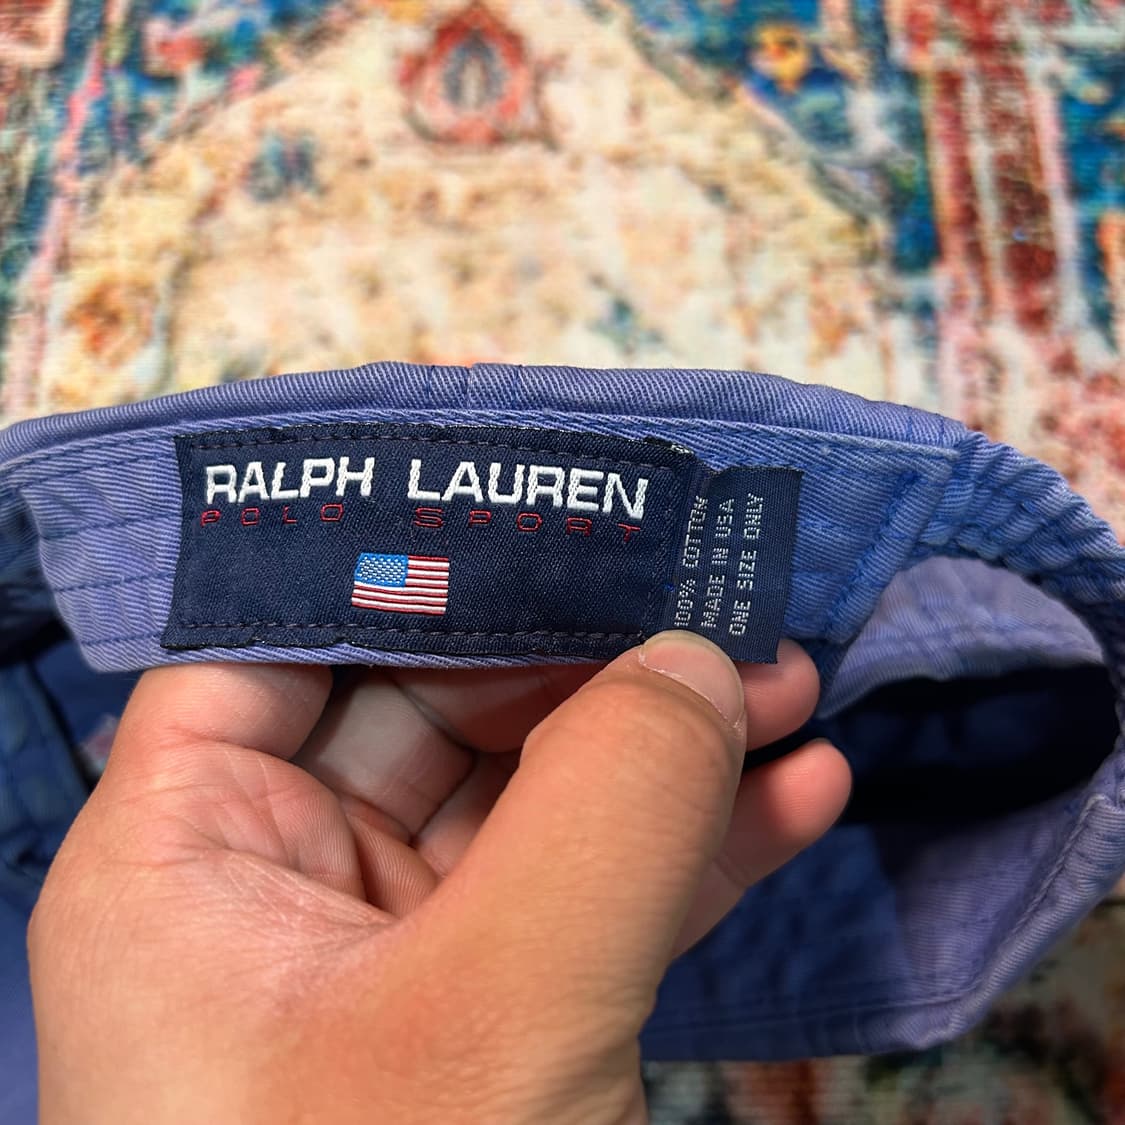 RALPH LAUREN
POLO SPORT
100% COTTON
MADE IN USA
ONE SIZE ONLY